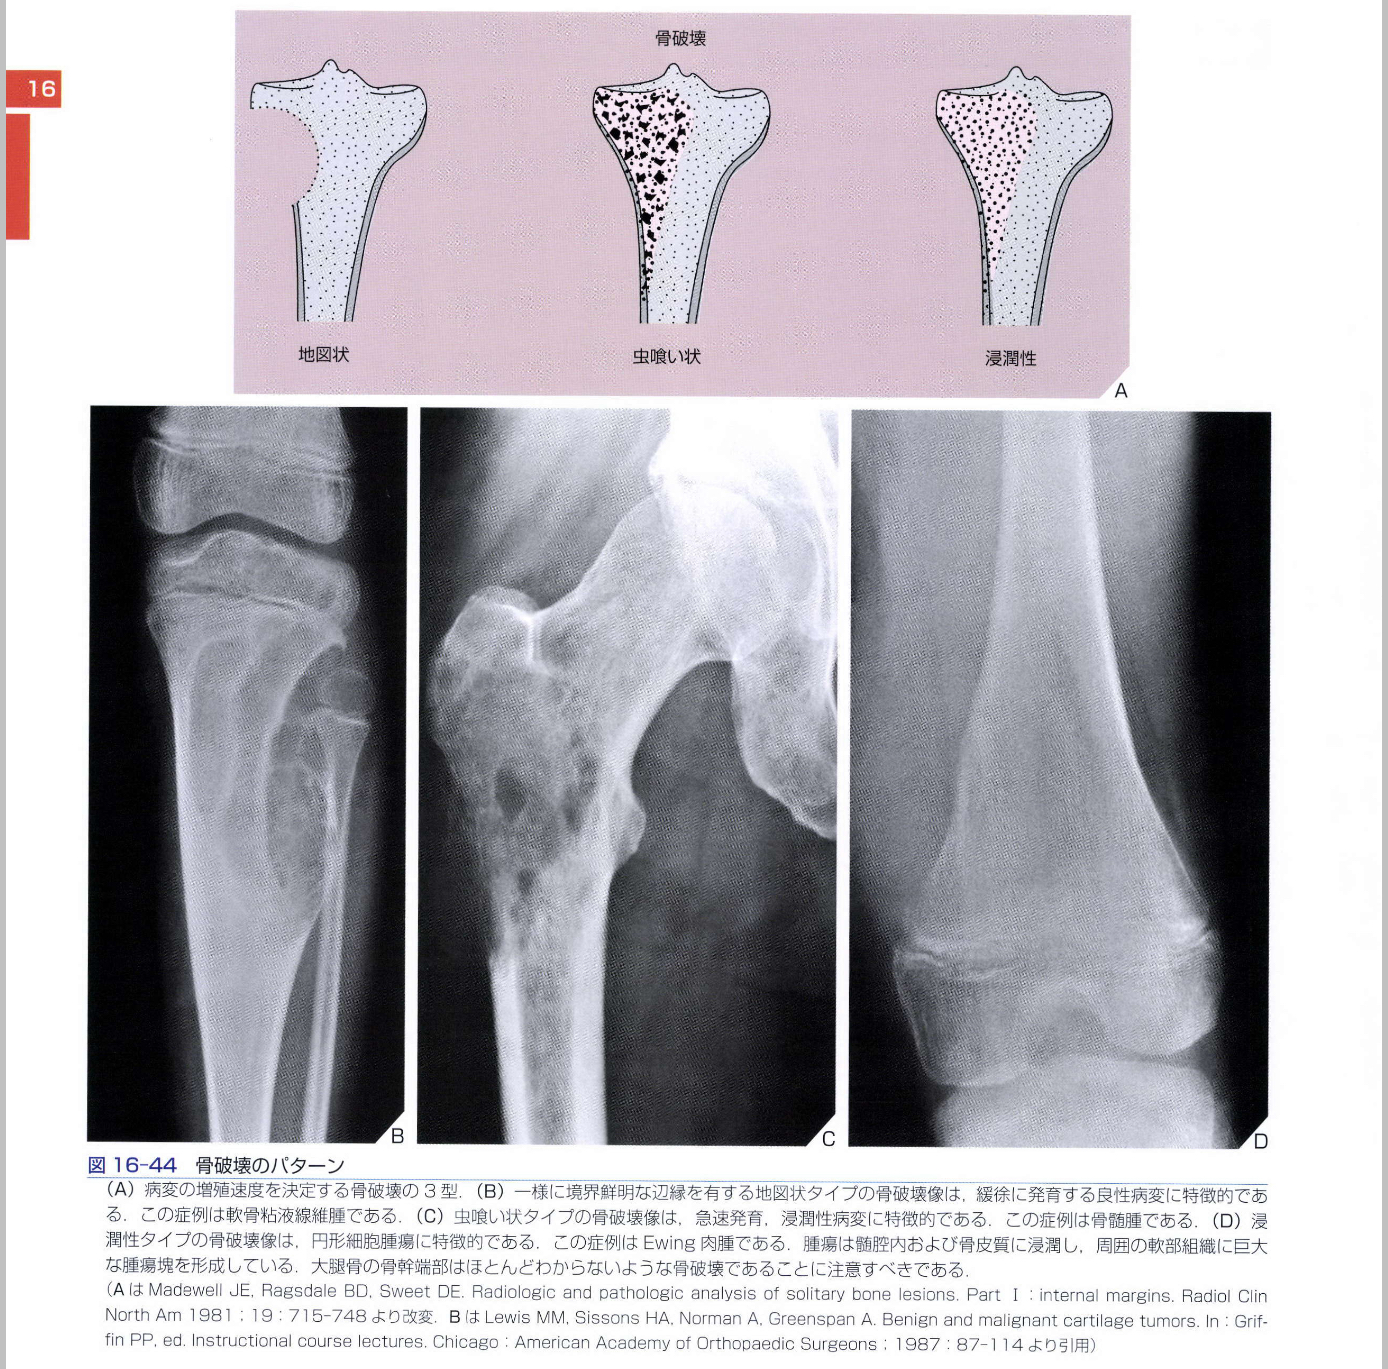 16
骨破壊
地図状
虫喰い状
浸潤性
A
B
C
D
図 16-44 骨破壊のパターン
（A）病変の増殖速度を決定する骨破壊の 3 型．（B）一様に境界鮮明な辺縁を有する地図状タイプの骨破壊像は，緩徐に発育する良性病変に特徴的であ
る．この症例は軟骨粘液線維腫である．（C）虫喰い状タイプの骨破壊像は，急速発育，浸潤性病変に特徴的である．この症例は骨髄腫である．（D）浸
潤性タイプの骨破壊像は，円形細胞腫瘍に特徴的である．この症例は Ewing 肉腫である．腫瘍は髄腔内および骨皮質に浸潤し，周囲の軟部組織に巨大
な腫瘤塊を形成している．大腿骨の骨幹端部はほとんどわからないような骨破壊であることに注意すべきである．
（A は Madewell JE, Ragsdale BD, Sweet DE. Radiologic and pathologic analysis of solitary bone lesions. Part Ⅰ：internal margins. Radiol Clin
North Am 1981；19：715-748 より改変．B は Lewis MM, Sissons HA, Norman A, Greenspan A. Benign and malignant cartilage tumors. In：Grif-
fin PP, ed. Instructional course lectures. Chicago：American Academy of Orthopaedic Surgeons；1987：87-114 より引用）